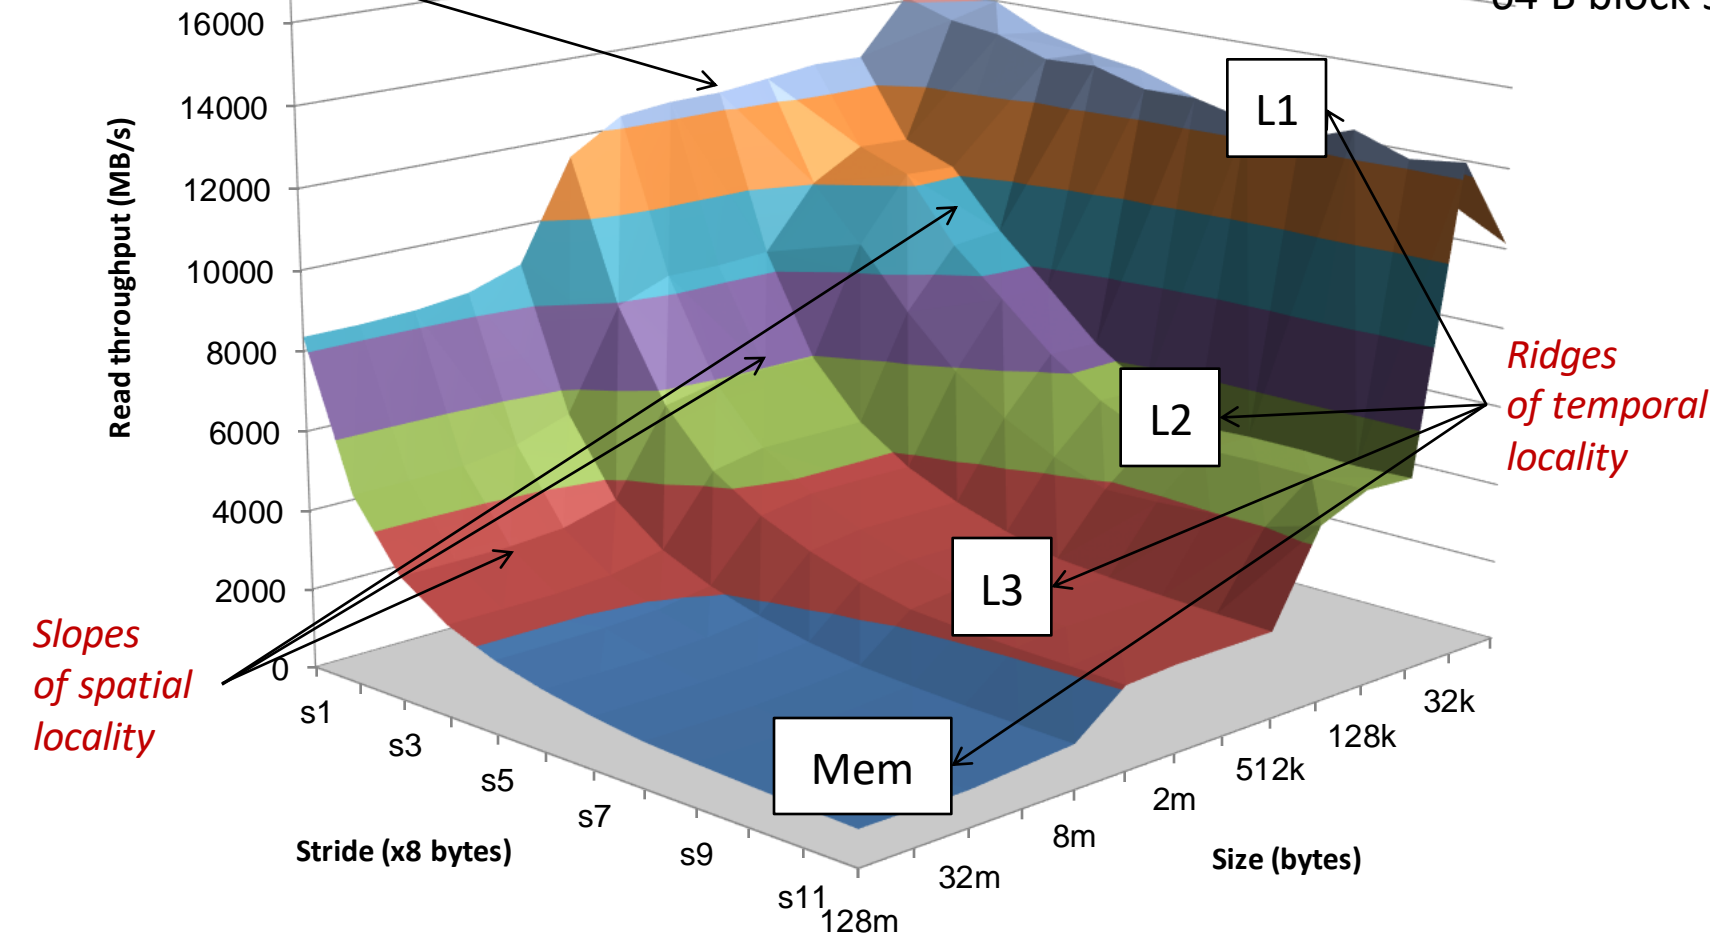 64 B block s
16000
14000
12000
10000
8000
6000
4000
2000
0
Read throughput (MB/s)
L1
L2
L3
Mem
Ridges
of temporal
locality
Slopes
of spatial
locality
s1
s3
s5
s7
s9
s11
Stride (x8 bytes)
128m
32m
8m
2m
512k
128k
32k
Size (bytes)